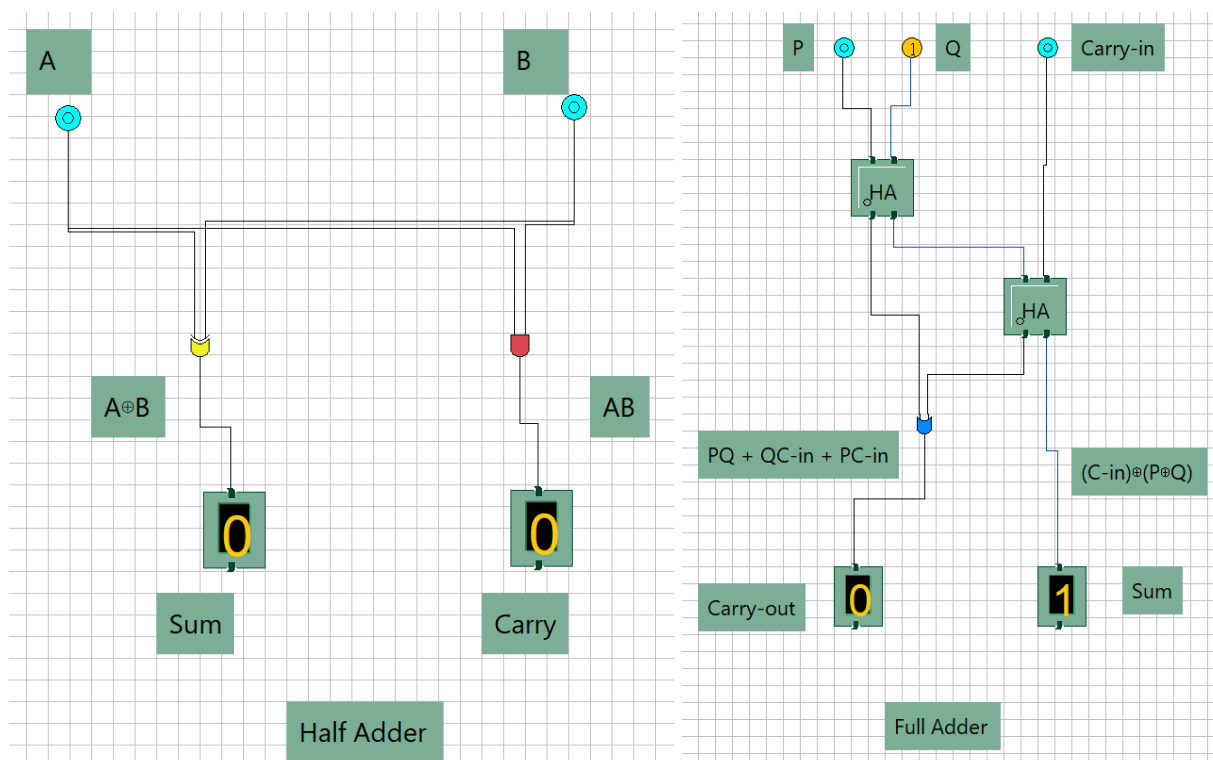 A
B
A⊕B
AB
0
0
Sum
Carry
Half Adder
P
1
Q
Carry-in
HA
HA
PQ + QC-in + PC-in
(C-in)⊕(P⊕Q)
Carry-out
0
1
Sum
Full Adder